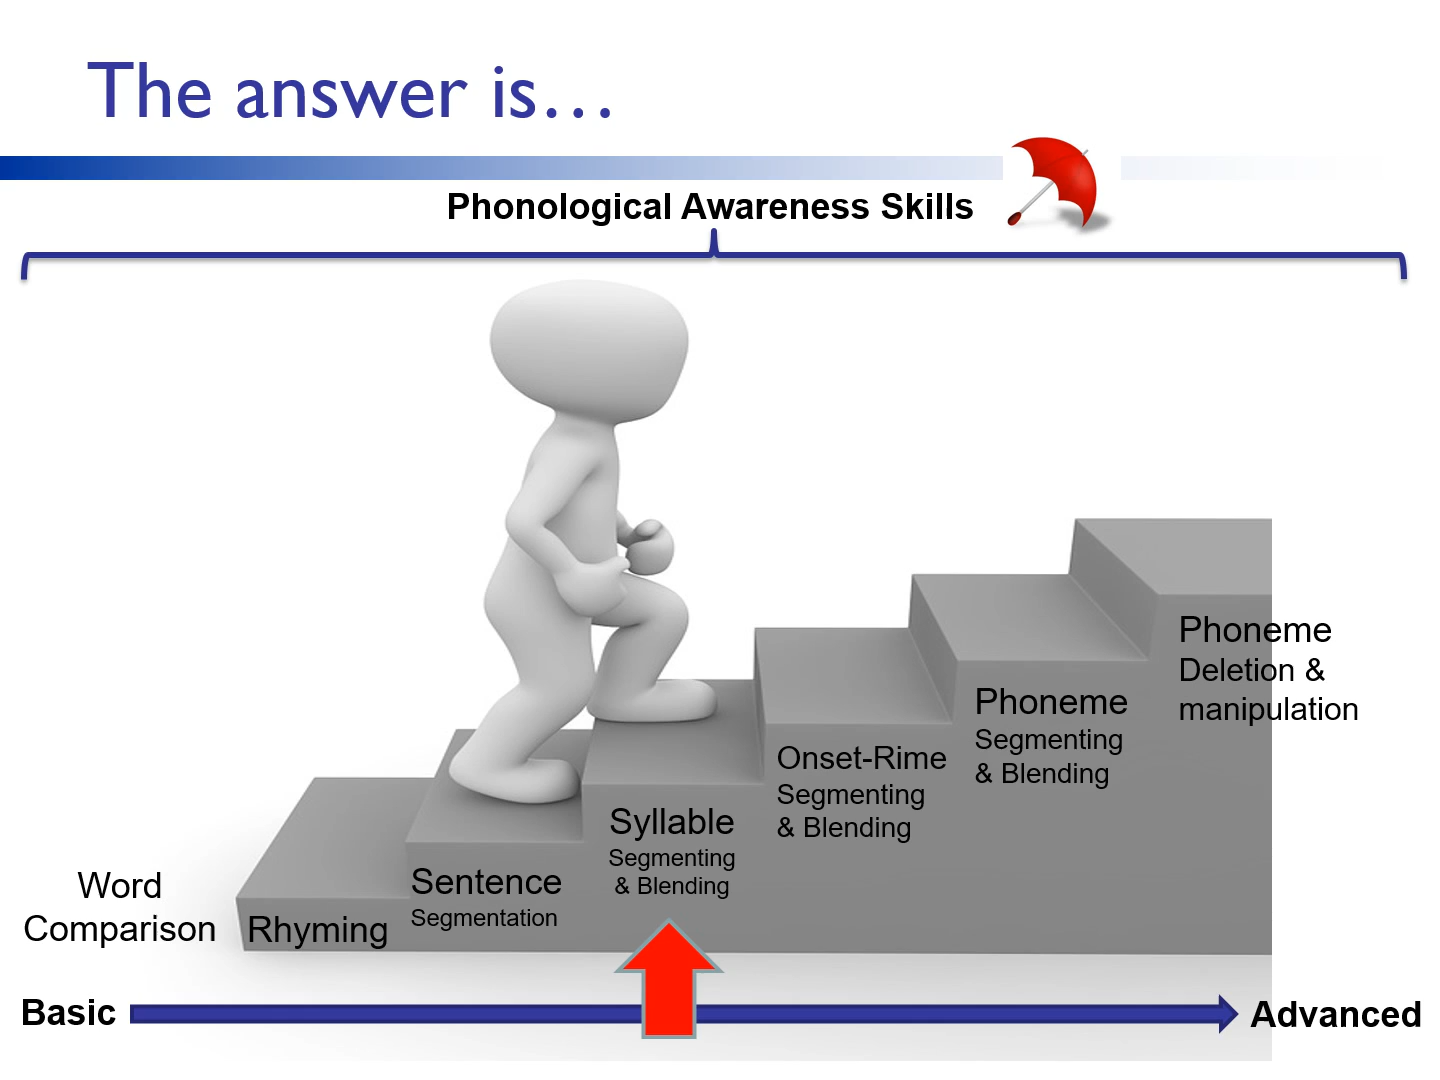 The answer is…
Phonological Awareness Skills
Word
Comparison
Rhyming
Sentence
Segmentation
Syllable
Segmenting
& Blending
Onset-Rime
Segmenting
& Blending
Phoneme
Segmenting
& Blending
Phoneme
Deletion &
manipulation
Basic
Advanced